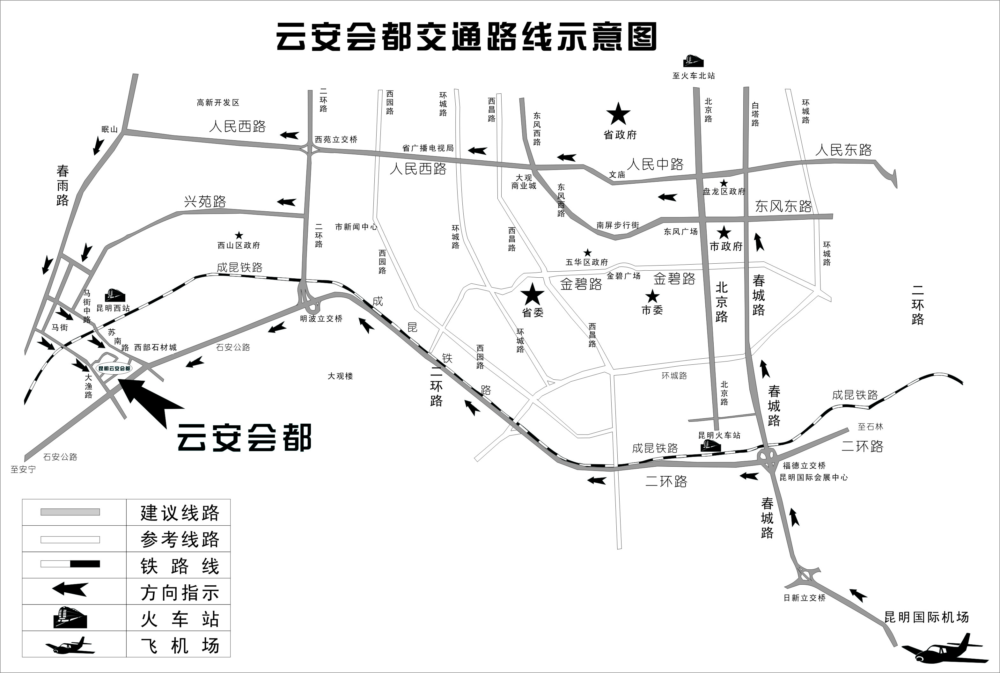 云安会都交通路线示意图
至火车北站
高新开发区
二环路
西园路
环城路
西昌路
东风西路
省政府
北京路
白塔路
环城路
眠山
人民西路
西苑立交桥
省广播电视局
人民西路
人民中路
人民东路
文庙
大观
商业城
盘龙区政府
春雨路
兴苑路
东风西路
东风东路
南屏步行街
东风广场
市新闻中心
二环路
环城路
西昌路
市政府
西山区政府
西园路
五华区政府
环城路
成昆铁路
金碧广场
金碧路
金碧路
春城路
北京路
二环路
马街中路
昆明西站
省委
市委
明波立交桥
马街
苏南路
西部石材城
石安公路
成昆铁路
环城路
西昌路
西园路
昆明云安会都
大渔路
大观楼
二环路
环城路
北京路
春城路
成昆铁路
至石林
二环路
云安会都
昆明火车站
成昆铁路
石安公路
至安宁
福德立交桥
昆明国际会展中心
二环路
春城路
日新立交桥
昆明国际机场
建议线路
参考线路
铁路线
方向指示
火车站
飞机场